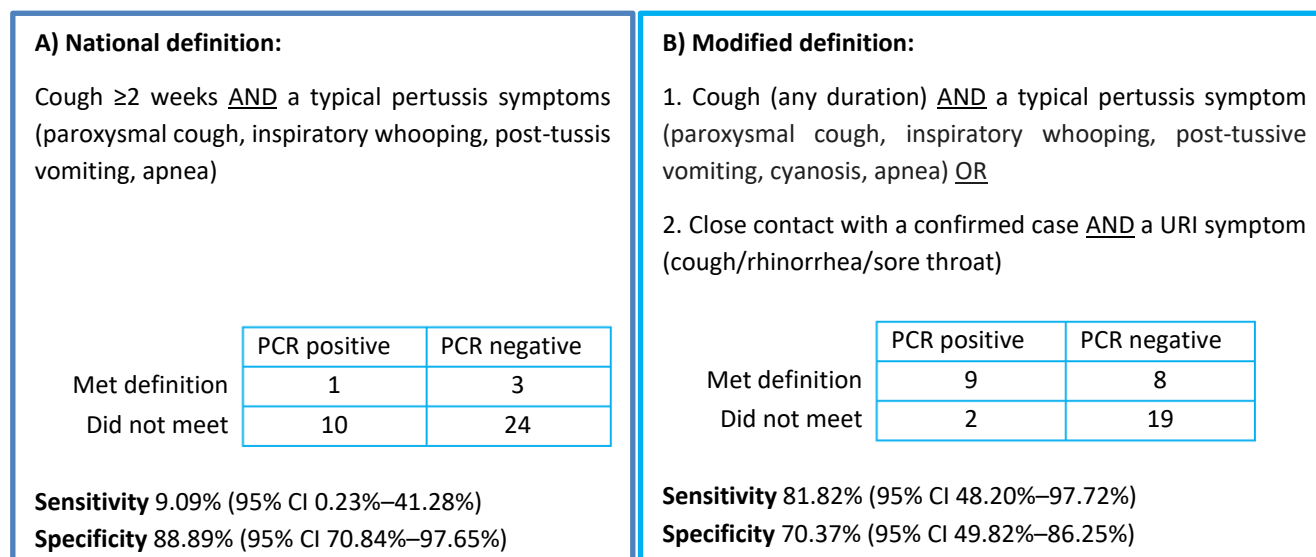 A) National definition:
Cough ≥2 weeks AND a typical pertussis symptoms
(paroxysmal cough, inspiratory whooping, post-tussis
vomiting, apnea)
PCR positive PCR negative
Met definition 1 3
Did not meet 10 24
Sensitivity 9.09% (95% CI 0.23%–41.28%)
Specificity 88.89% (95% CI 70.84%–97.65%)
B) Modified definition:
1. Cough (any duration) AND a typical pertussis symptom
(paroxysmal cough, inspiratory whooping, post-tussive
vomiting, cyanosis, apnea) OR
2. Close contact with a confirmed case AND a URI symptom
(cough/rhinorrhea/sore throat)
PCR positive PCR negative
Met definition 9 8
Did not meet 2 19
Sensitivity 81.82% (95% CI 48.20%–97.72%)
Specificity 70.37% (95% CI 49.82%–86.25%)